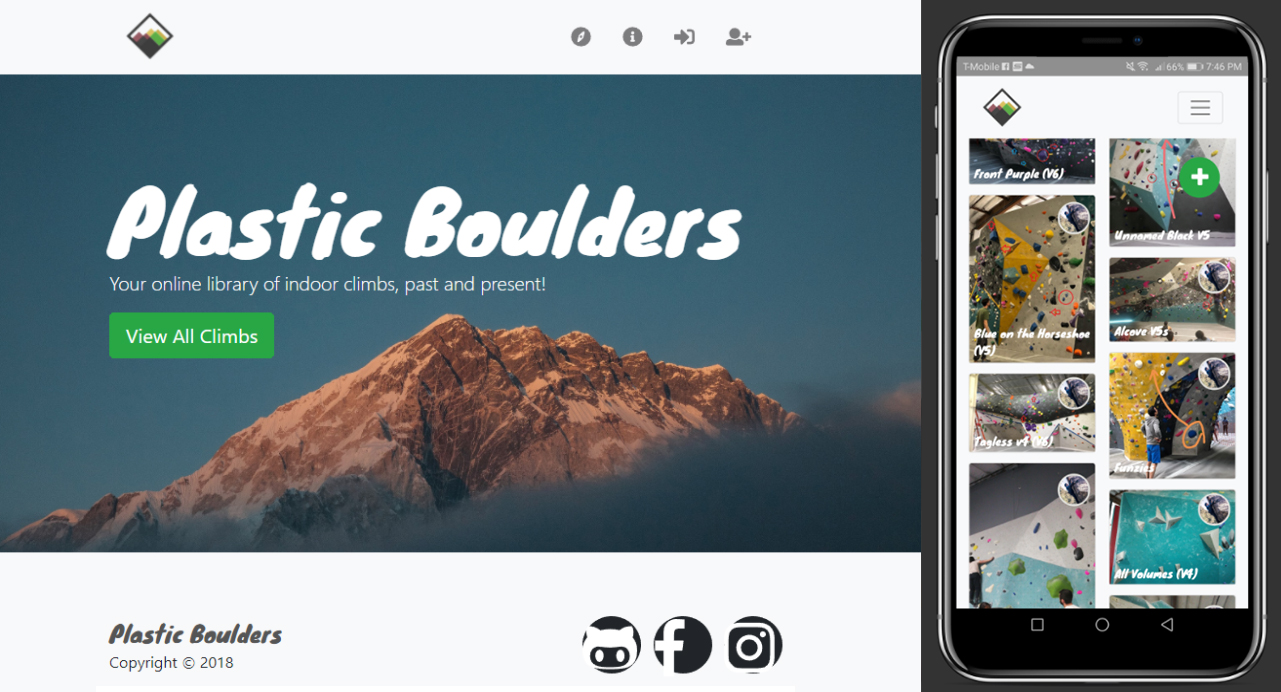 Plastic Boulders
Your online library of indoor climbs, past and present!
View All Climbs
Plastic Boulders
Copyright © 2018
T-Mobile
66% 7:46 PM
Front Purple (V6)
Unnamed Black V5
Blue on the Horseshoe
(V5)
Alcove V5s
Tagless v4 (V6)
Funzies
All Volumes (V4)